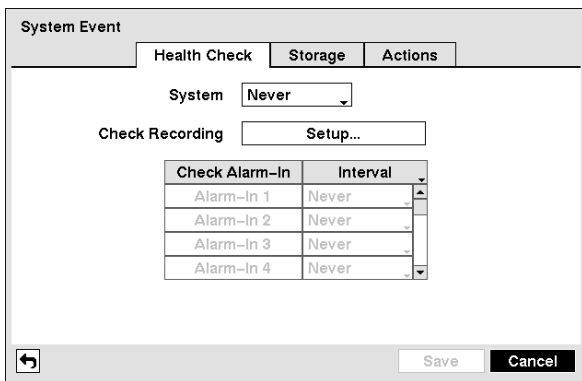 System Event
Health Check Storage Actions
System Never
Check Recording Setup...
Check Alarm-In Interval
Alarm-In 1 Never
Alarm-In 2 Never
Alarm-In 3 Never
Alarm-In 4 Never
Save Cancel